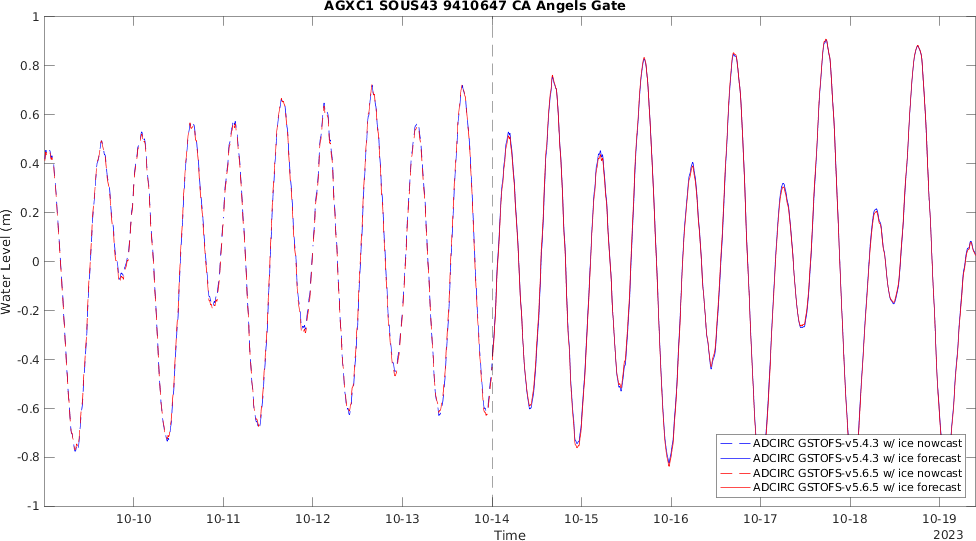 AGXC1 SOUS43 9410647 CA Angels Gate
1
0.8
0.6
0.4
0.2
0
-0.2
-0.4
-0.6
-0.8
-1
Water Level (m)
ADCIRC GSTOFS-v5.4.3 w/ ice nowcast
ADCIRC GSTOFS-v5.4.3 w/ ice forecast
ADCIRC GSTOFS-v5.6.5 w/ ice nowcast
ADCIRC GSTOFS-v5.6.5 w/ ice forecast
10-10 10-11 10-12 10-13 10-14 10-15 10-16 10-17 10-18 10-19
Time
2023